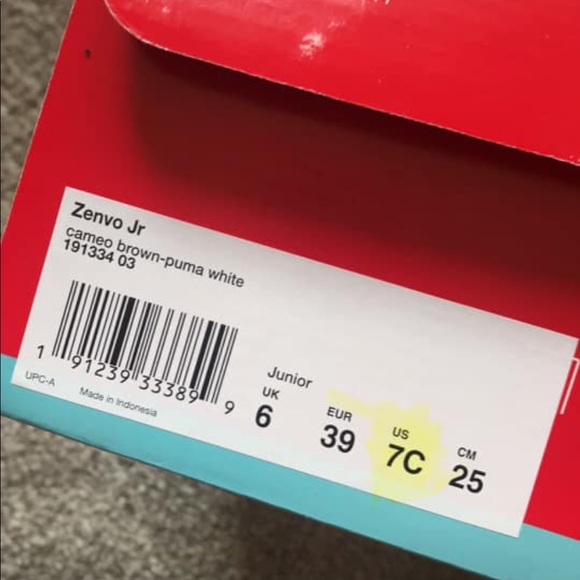 Zenvo Jr
cameo brown-puma white
191334 03
1 91239 33389 9
UPC-A
Made in Indonesia
Junior
UK EUR US CM
6 39 7C 25